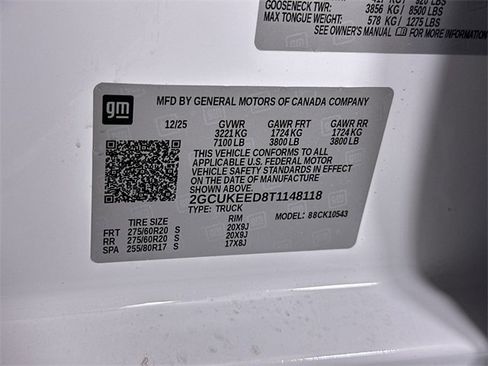 GOOSENECK TWR: 3856 KG / 8500 LBS
MAX TONGUE WEIGHT: 578 KG / 1275 LBS
SEE OWNER'S MANUAL gm FOR MORE INFORMATION
gm
MFD BY GENERAL MOTORS OF CANADA COMPANY
12/25 GVWR GAWR FRT GAWR RR
3221 KG 1724 KG 1724 KG
7100 LB 3800 LB 3800 LB
THIS VEHICLE CONFORMS TO ALL
APPLICABLE U.S. FEDERAL MOTOR
VEHICLE SAFETY STANDARDS IN EFFECT
ON THE DATE OF MANUFACTURE SHOWN ABOVE.
2GCUKEED8T1148118
TYPE: TRUCK MODEL: 88CK10543
TIRE SIZE RIM
FRT 275/60R20 S 20X9J
RR 275/60R20 S 20X9J
SPA 255/80R17 S 17X8J